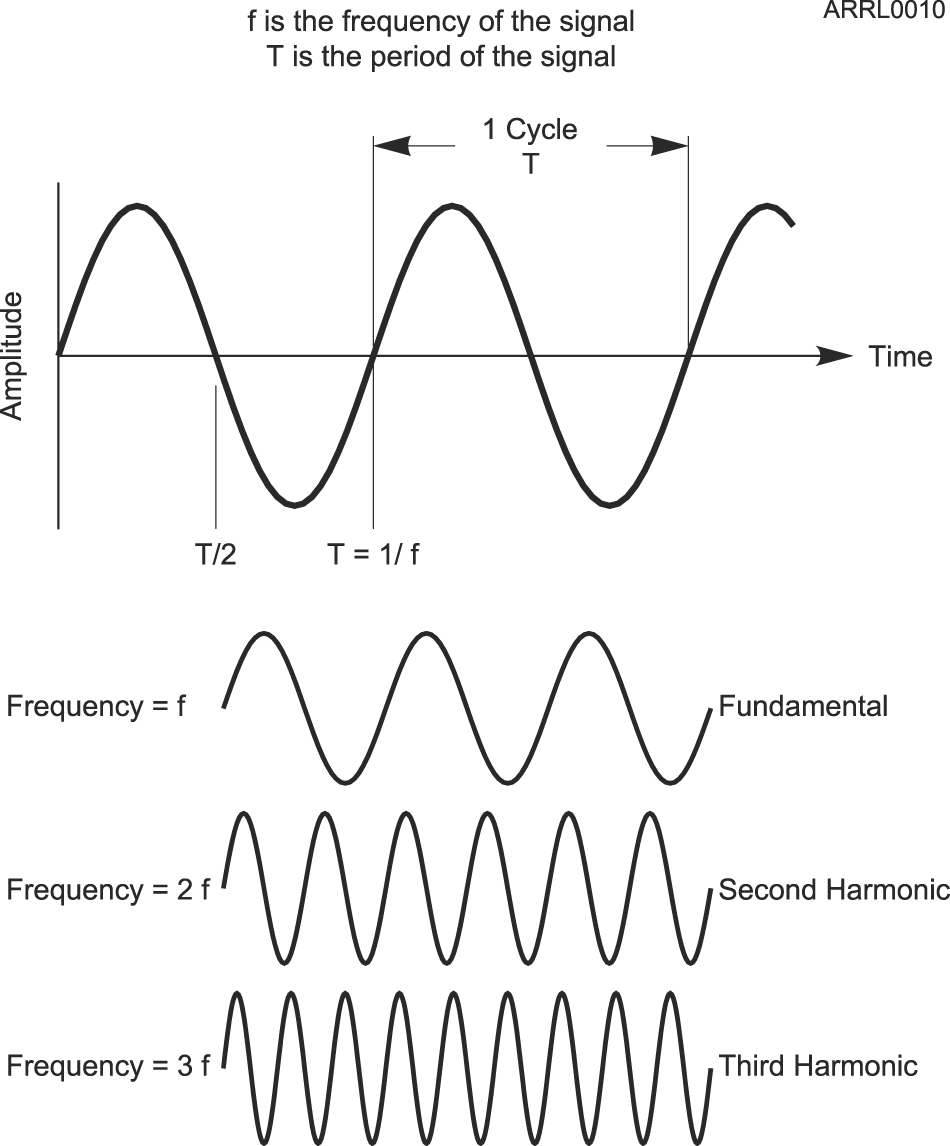 f is the frequency of the signal
ARRL0010
T is the period of the signal
1 Cycle
T
Amplitude
Time
T/2
T = 1/ f
Frequency = f
Fundamental
Frequency = 2 f
Second Harmonic
Frequency = 3 f
Third Harmonic